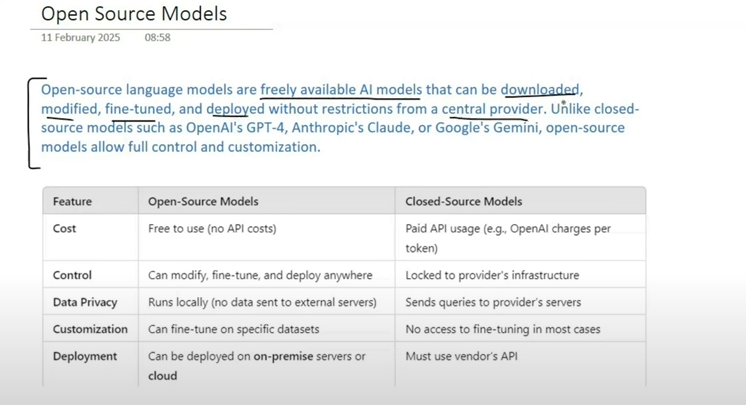 Open Source Models
11 February 2025 08:58
Open-source language models are freely available AI models that can be downloaded,
modified, fine-tuned, and deployed without restrictions from a central provider. Unlike closed-
source models such as OpenAI's GPT-4, Anthropic's Claude, or Google's Gemini, open-source
models allow full control and customization.
Feature Open-Source Models Closed-Source Models
Cost Free to use (no API costs) Paid API usage (e.g., OpenAI charges per
token)
Control Can modify, fine-tune, and deploy anywhere Locked to provider's infrastructure
Data Privacy Runs locally (no data sent to external servers) Sends queries to provider's servers
Customization Can fine-tune on specific datasets No access to fine-tuning in most cases
Deployment Can be deployed on on-premise servers or Must use vendor's API
cloud